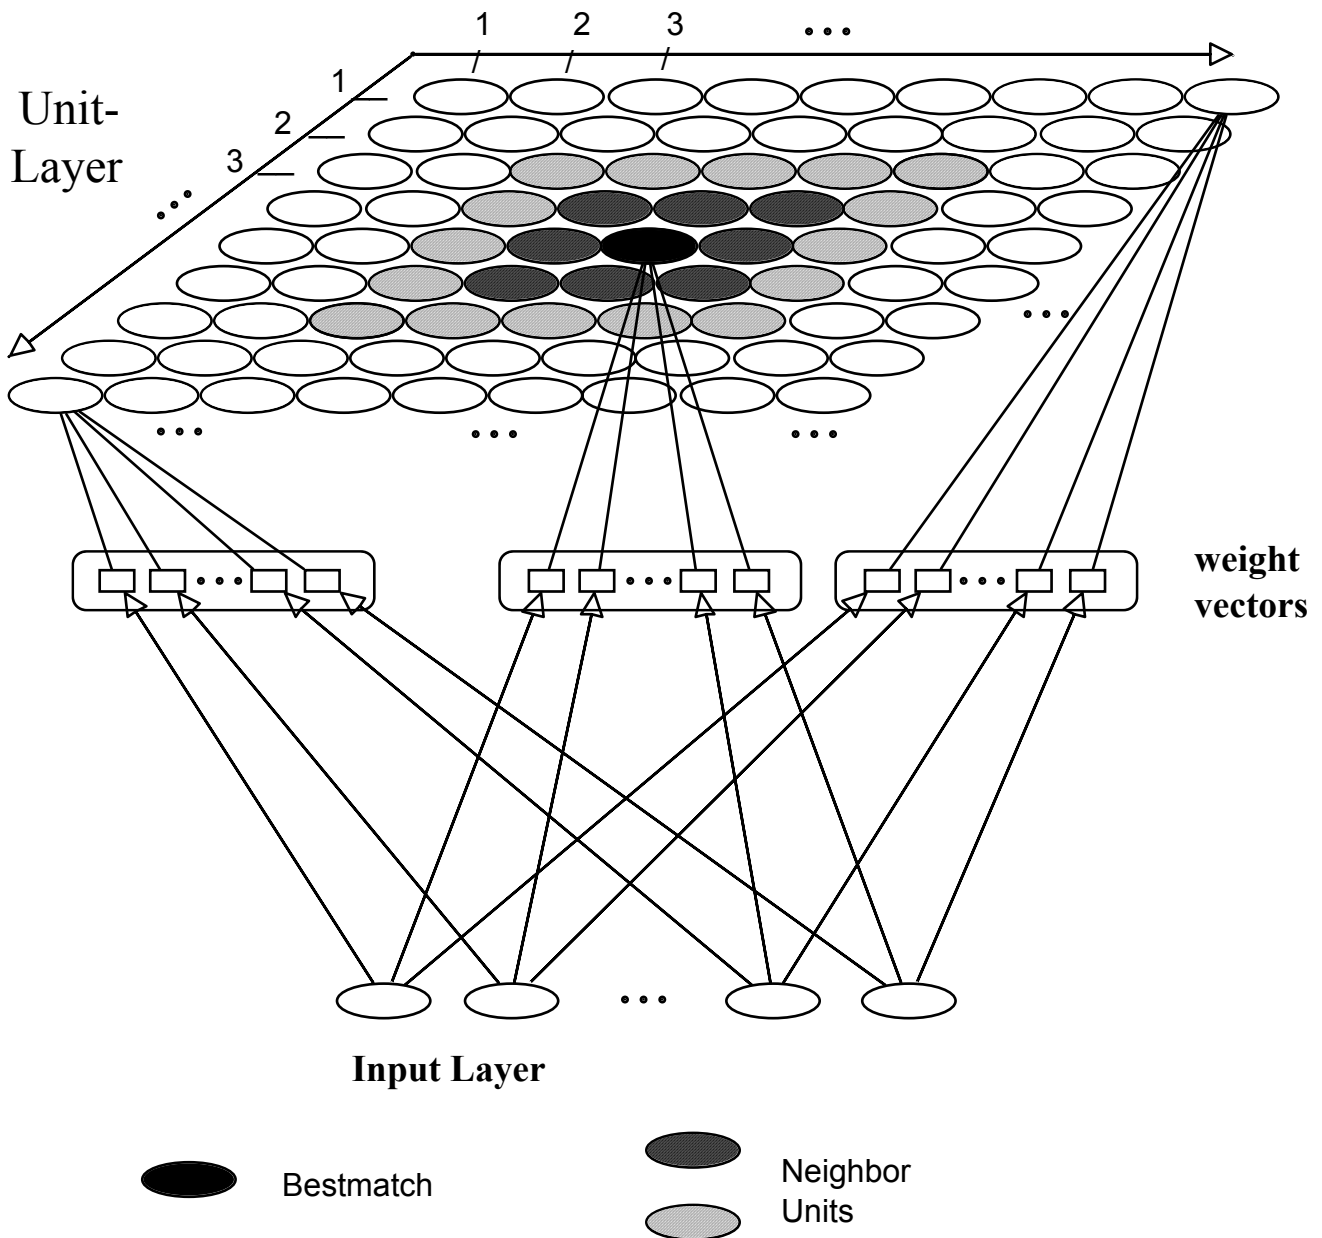 1 2 3 ...
1
Unit-
2
Layer
3
...
...
... ... ...
weight
vectors
... ... ...
...
Input Layer
Bestmatch
Neighbor
Units